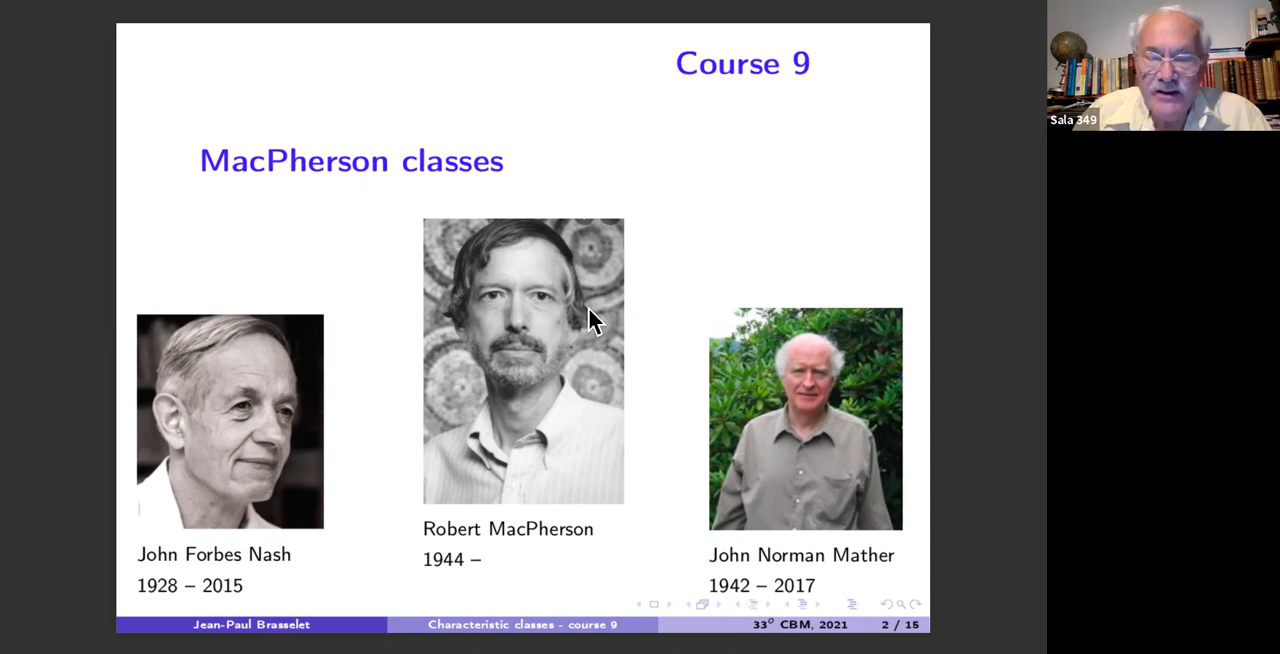 Course 9
MacPherson classes
John Forbes Nash
1928 – 2015
Robert MacPherson
1944 –
John Norman Mather
1942 – 2017
Jean-Paul Brasselet
Characteristic classes - course 9
33º CBM, 2021
2 / 15
Sala 349